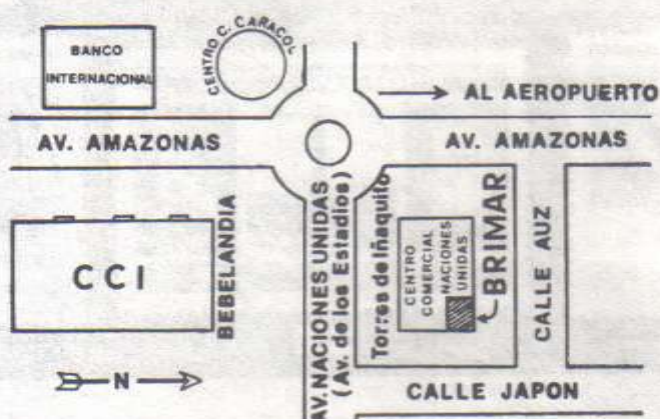 BANCO
INTERNACIONAL
CENTRO C. CARACOL
AL AEROPUERTO
AV. AMAZONAS
AV. AMAZONAS
CCI
BEBELANDIA
AV. NACIONES UNIDAS
(Av. de los Estadios)
Torres de Iñaquito
CENTRO
COMERCIAL
NACIONES
UNIDAS
BRIMAR
CALLE AUZ
N
CALLE JAPON